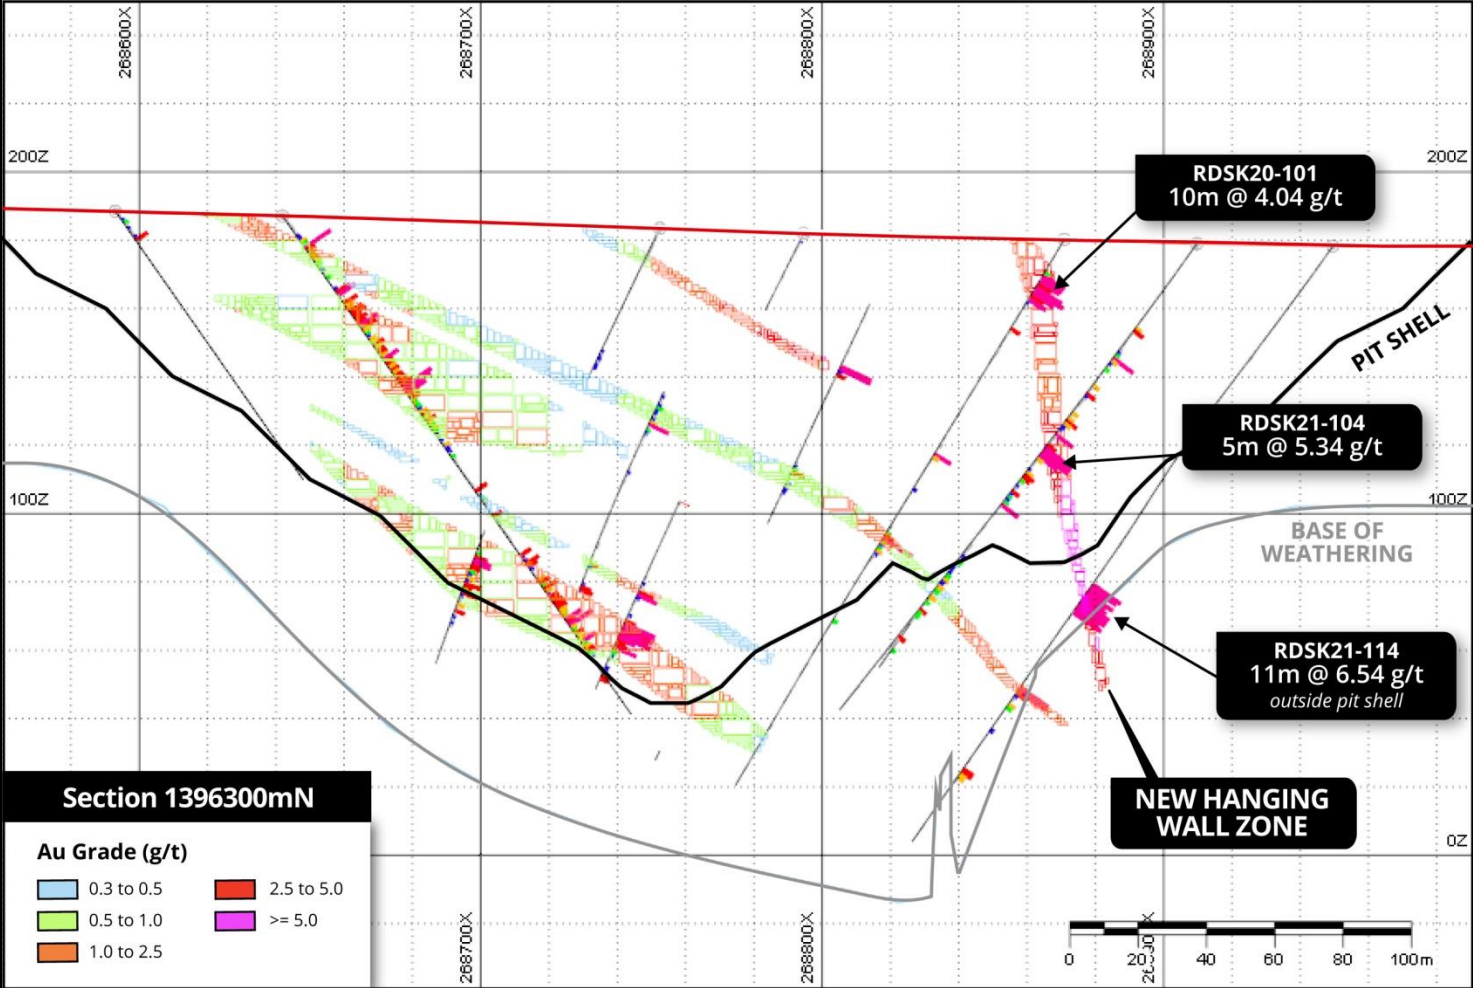 268600X
268700X
268800X
268900X
200Z
200Z
RDSK20-101
10m @ 4.04 g/t
PIT SHELL
RDSK21-104
5m @ 5.34 g/t
100Z
100Z
BASE OF
WEATHERING
RDSK21-114
11m @ 6.54 g/t
outside pit shell
NEW HANGING
WALL ZONE
0Z
Section 1396300mN
Au Grade (g/t)
0.3 to 0.5
2.5 to 5.0
0.5 to 1.0
>= 5.0
1.0 to 2.5
268700X
268800X
0
20
40
60
80
100m